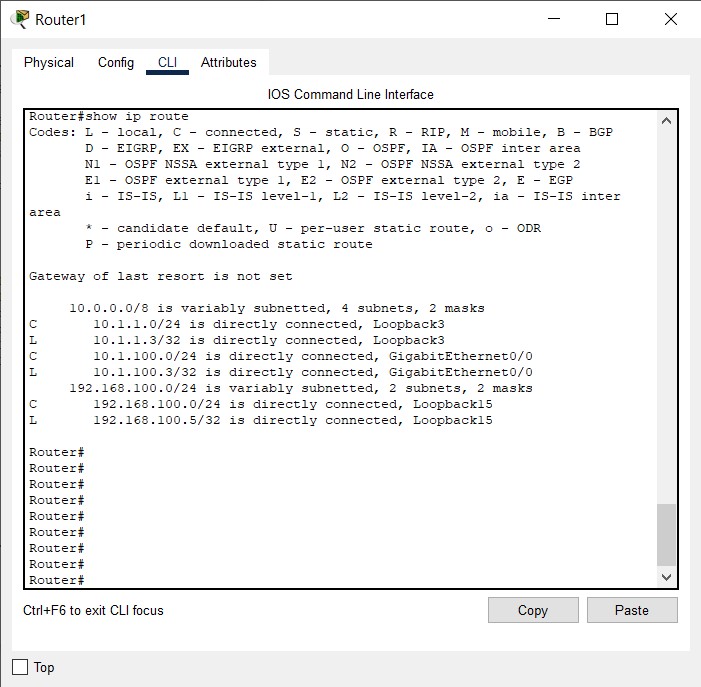 Router1
Physical Config CLI Attributes
IOS Command Line Interface
Router#show ip route
Codes: L - local, C - connected, S - static, R - RIP, M - mobile, B - BGP
       D - EIGRP, EX - EIGRP external, O - OSPF, IA - OSPF inter area
       N1 - OSPF NSSA external type 1, N2 - OSPF NSSA external type 2
       E1 - OSPF external type 1, E2 - OSPF external type 2, E - EGP
       i - IS-IS, L1 - IS-IS level-1, L2 - IS-IS level-2, ia - IS-IS inter
area
       * - candidate default, U - per-user static route, o - ODR
       P - periodic downloaded static route
Gateway of last resort is not set
     10.0.0.0/8 is variably subnetted, 4 subnets, 2 masks
C       10.1.1.0/24 is directly connected, Loopback3
L       10.1.1.3/32 is directly connected, Loopback3
C       10.1.100.0/24 is directly connected, GigabitEthernet0/0
L       10.1.100.3/32 is directly connected, GigabitEthernet0/0
     192.168.100.0/24 is variably subnetted, 2 subnets, 2 masks
C       192.168.100.0/24 is directly connected, Loopback15
L       192.168.100.5/32 is directly connected, Loopback15
Router#
Router#
Router#
Router#
Router#
Router#
Router#
Router#
Router#
Ctrl+F6 to exit CLI focus
Copy Paste
Top